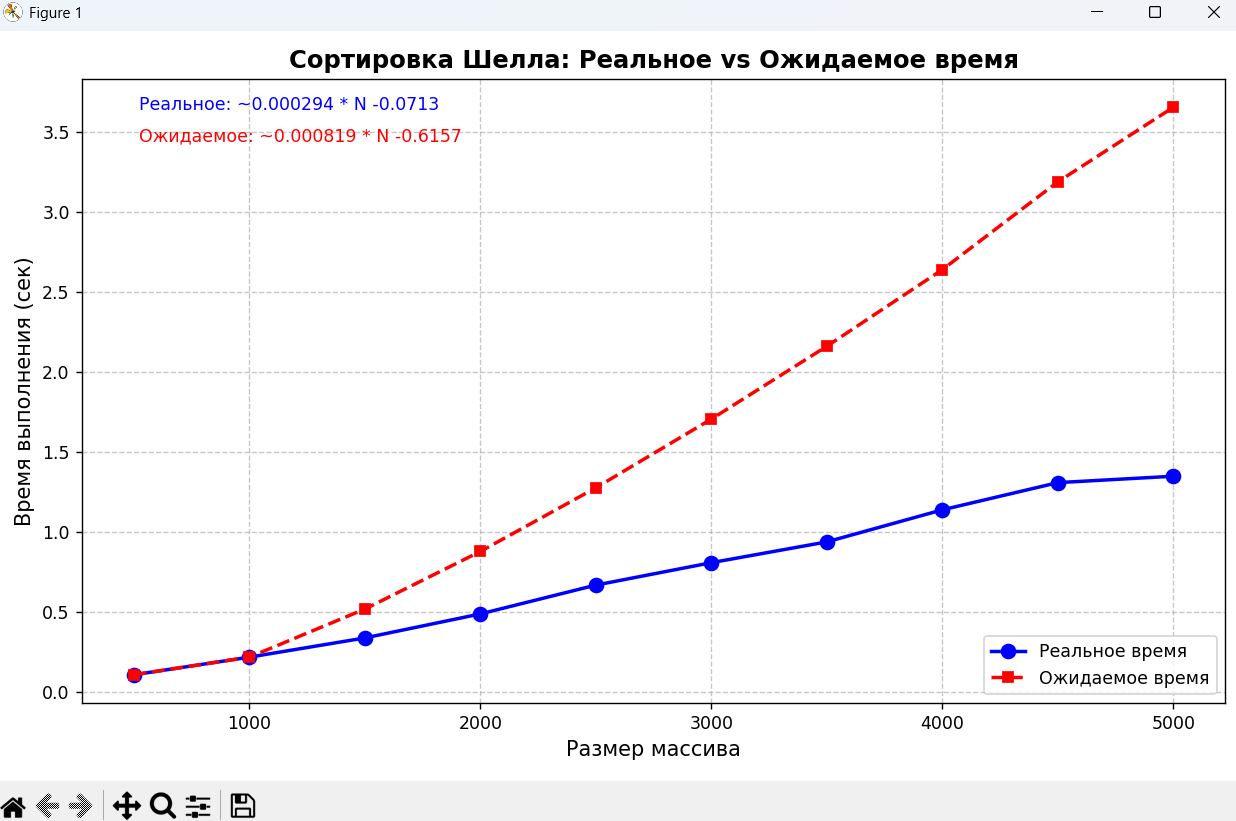 Figure 1
Сортировка Шелла: Реальное vs Ожидаемое время
Реальное: ~0.000294 * N -0.0713
Ожидаемое: ~0.000819 * N -0.6157
Время выполнения (сек)
3.5
3.0
2.5
2.0
1.5
1.0
0.5
0.0
Реальное время
Ожидаемое время
1000 2000 3000 4000 5000
Размер массива